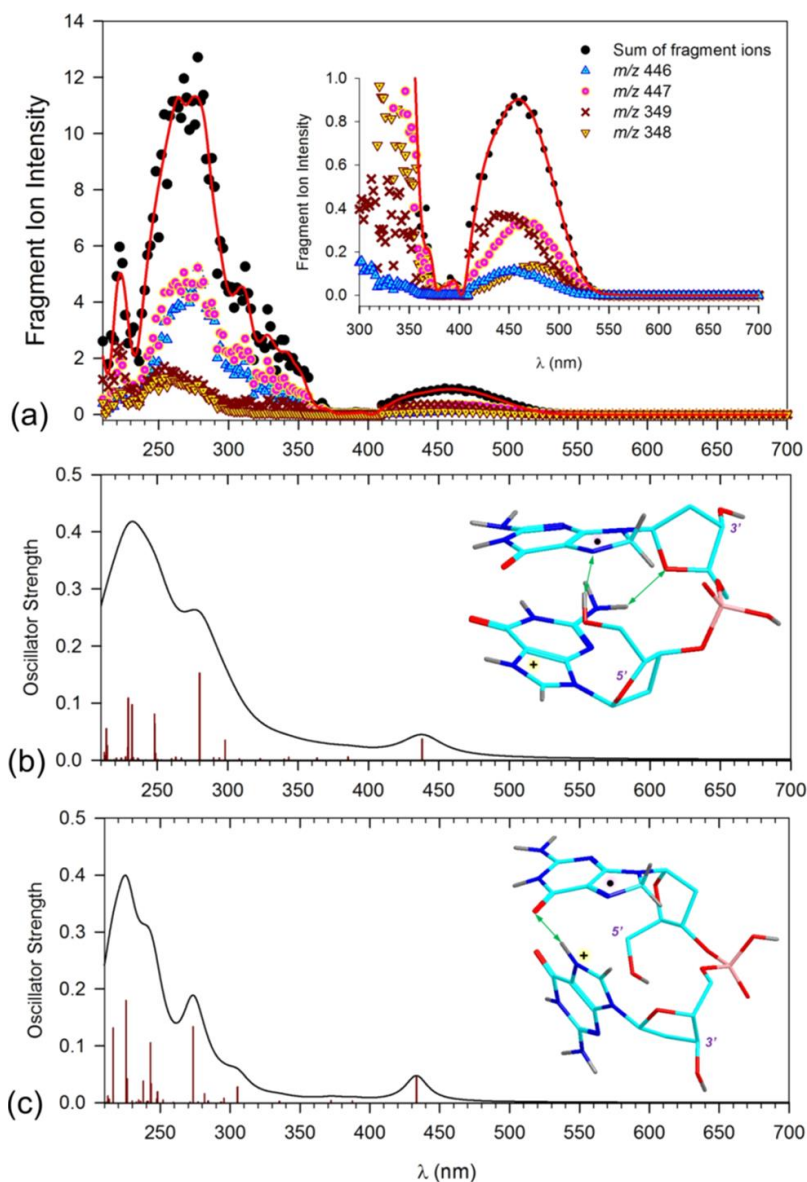 14
12
10
8
6
4
2
0
Fragment Ion Intensity
(a)
1.0
0.8
0.6
0.4
0.2
0.0
Fragment Ion Intensity
300 350 400 450 500 550 600 650 700
λ (nm)
Sum of fragment ions
m/z 446
m/z 447
m/z 349
m/z 348
250 300 350 400 450 500 550 600 650 700
0.5
0.4
0.3
0.2
0.1
0.0
Oscillator Strength
(b)
3'
5'
+
250 300 350 400 450 500 550 600 650 700
0.5
0.4
0.3
0.2
0.1
0.0
Oscillator Strength
(c)
5'
+
3'
250 300 350 400 450 500 550 600 650 700
λ (nm)